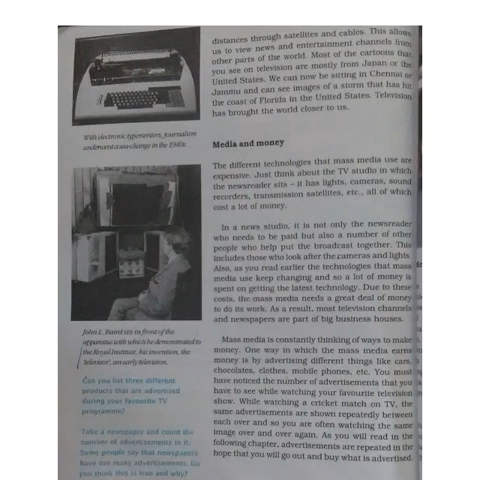 With electronic typewriters, journalism
underwent a sea-change in the 1940s.
John L. Baird sits in front of the
apparatus with which he demonstrated to
the Royal Institute, his invention, the
'televisor', an early television.
Can you list three different
products that are advertised
during your favourite TV
programme?
Take a newspaper and count the
number of advertisements in it.
Some people say that newspapers
have too many advertisements. Do
you think this is true and why?
distances through satellites and cables. This allows
us to view news and entertainment channels from
other parts of the world. Most of the cartoons that
you see on television are mostly from Japan or the
United States. We can now be sitting in Chennai or
Jammu and can see images of a storm that has hit
the coast of Florida in the United States. Television
has brought the world closer to us.
Media and money
The different technologies that mass media use are
expensive. Just think about the TV studio in which
the newsreader sits – it has lights, cameras, sound
recorders, transmission satellites, etc., all of which
cost a lot of money.
In a news studio, it is not only the newsreader
who needs to be paid but also a number of other
people who help put the broadcast together. This
includes those who look after the cameras and lights.
Also, as you read earlier the technologies that mass
media use keep changing and so a lot of money is
spent on getting the latest technology. Due to these
costs, the mass media needs a great deal of money
to do its work. As a result, most television channels
and newspapers are part of big business houses.
Mass media is constantly thinking of ways to make
money. One way in which the mass media earns
money is by advertising different things like cars,
chocolates, clothes, mobile phones, etc. You must
have noticed the number of advertisements that you
have to see while watching your favourite television
show. While watching a cricket match on TV, the
same advertisements are shown repeatedly between
each over and so you are often watching the same
image over and over again. As you will read in the
following chapter, advertisements are repeated in the
hope that you will go out and buy what is advertised.